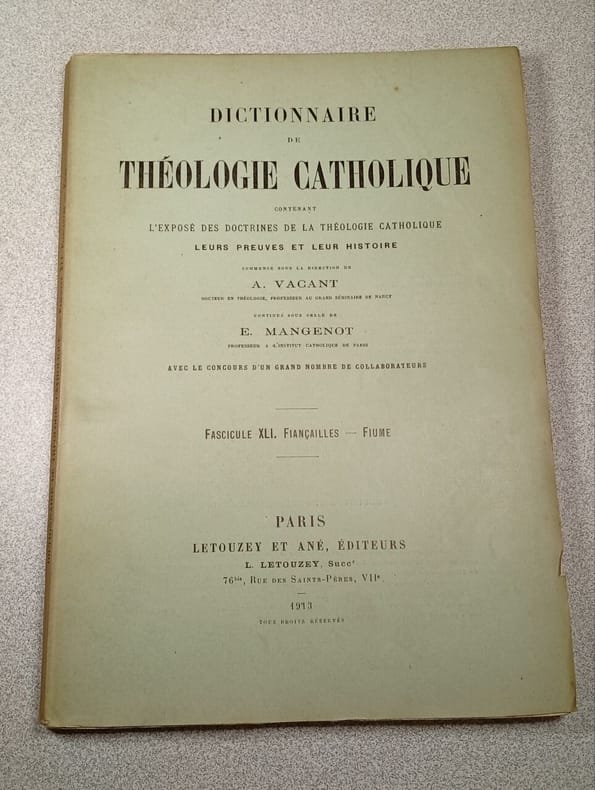 DICTIONNAIRE
DE
THÉOLOGIE CATHOLIQUE
CONTENANT
L'EXPOSÉ DES DOCTRINES DE LA THÉOLOGIE CATHOLIQUE
LEURS PREUVES ET LEUR HISTOIRE
COMMENCÉ SOUS LA DIRECTION DE
A. VACANT
DOCTEUR EN THÉOLOGIE, PROFESSEUR AU GRAND SÉMINAIRE DE NANCY
CONTINUÉ SOUS CELLE DE
E. MANGENOT
PROFESSEUR A L'INSTITUT CATHOLIQUE DE PARIS
AVEC LE CONCOURS D'UN GRAND NOMBRE DE COLLABORATEURS
FASCICULE XLI. FIANÇAILLES — FIUME
PARIS
LETOUZEY ET ANÉ, ÉDITEURS
L. LETOUZEY, Succʳ
76ᵇⁱˢ, RUE DES SAINTS-PÈRES, VIIᵉ
1913
TOUS DROITS RÉSERVÉS